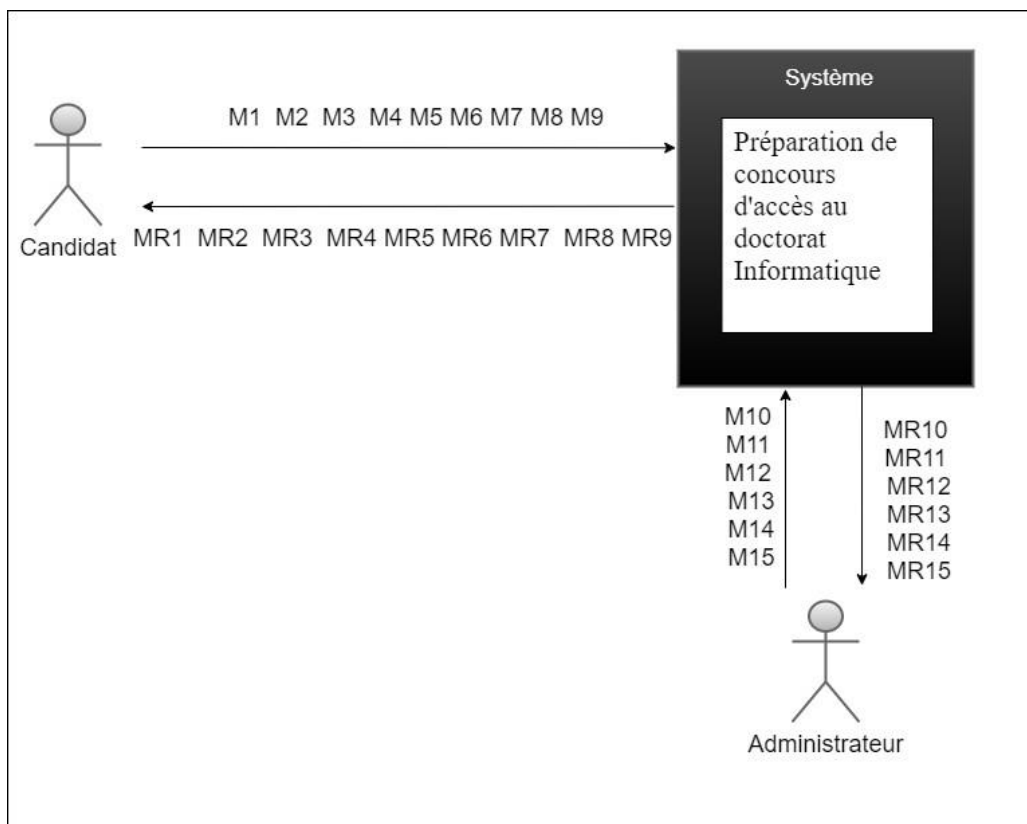 Système
M1 M2 M3 M4 M5 M6 M7 M8 M9
Préparation de
concours
d'accès au
doctorat
Informatique
Candidat
MR1 MR2 MR3 MR4 MR5 MR6 MR7 MR8 MR9
M10
M11
M12
M13
M14
M15
MR10
MR11
MR12
MR13
MR14
MR15
Administrateur